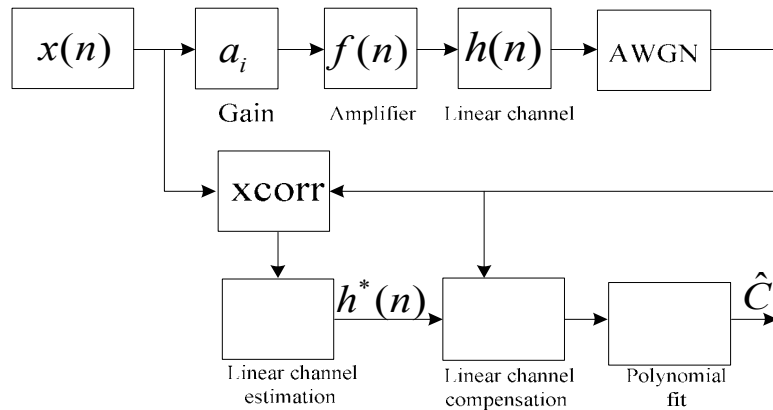 x(n)
a_i
f(n)
h(n)
AWGN
Gain
Amplifier
Linear channel
xcorr
h^*(n)
Ĉ
Linear channel
estimation
Linear channel
compensation
Polynomial
fit